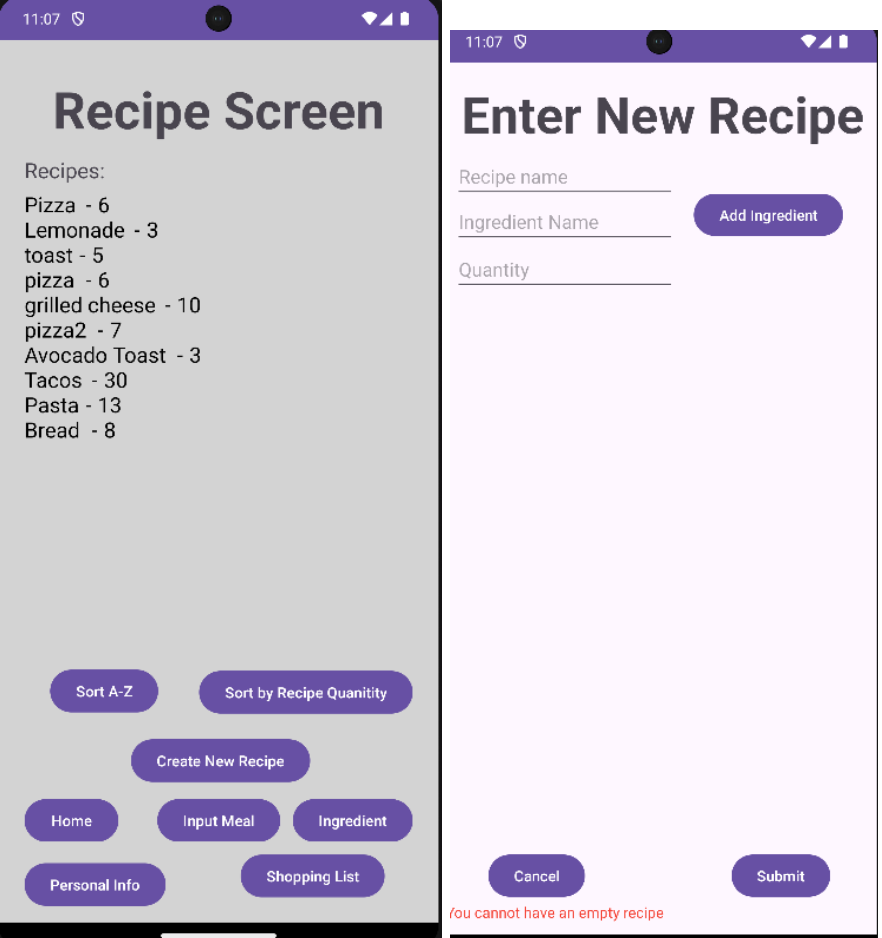 11:07
Recipe Screen
Recipes:
Pizza - 6
Lemonade - 3
toast - 5
pizza - 6
grilled cheese - 10
pizza2 - 7
Avocado Toast - 3
Tacos - 30
Pasta - 13
Bread - 8
Sort A-Z
Sort by Recipe Quanitity
Create New Recipe
Home
Input Meal
Ingredient
Personal Info
Shopping List
11:07
Enter New Recipe
Recipe name
Ingredient Name
Add Ingredient
Quantity
Cancel
Submit
You cannot have an empty recipe